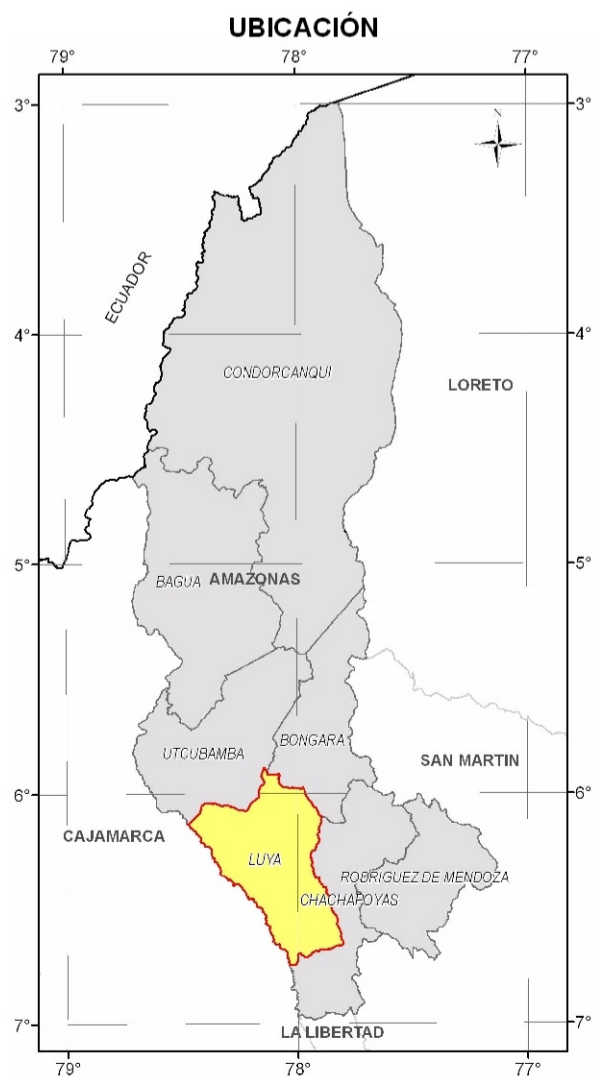 UBICACIÓN
79° 78° 77°
3° 3°
N
ECUADOR
4° 4°
CONDORCANQUI
LORETO
5° 5°
BAGUA AMAZONAS
UTCUBAMBA
BONGARA
SAN MARTIN
6° 6°
CAJAMARCA
LUYA
RODRIGUEZ DE MENDOZA
CHACHAPOYAS
7° 7°
LA LIBERTAD
79° 78° 77°